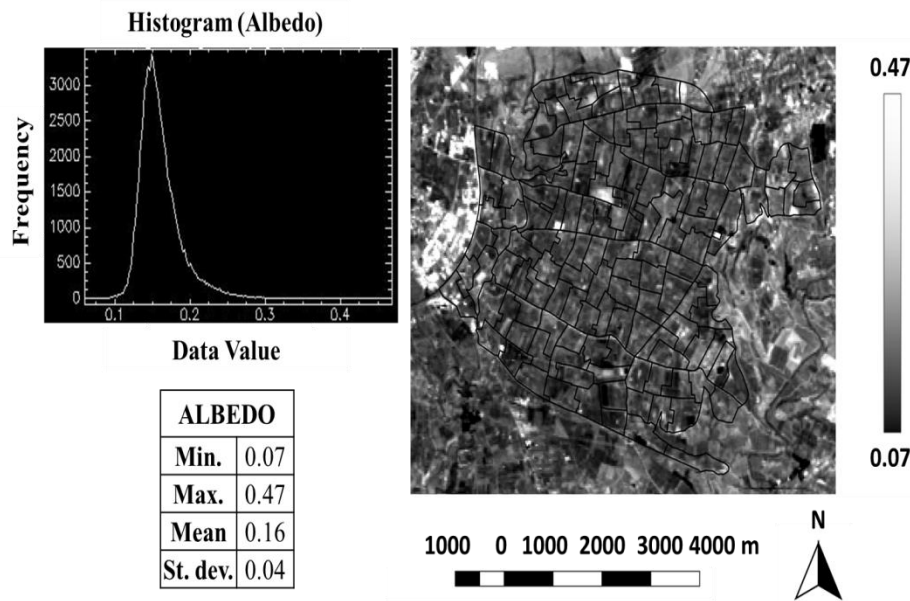 Histogram (Albedo)
Frequency
3000
2500
2000
1500
1000
500
0
0.1 0.2 0.3 0.4
Data Value
ALBEDO
Min. 0.07
Max. 0.47
Mean 0.16
St. dev. 0.04
0.47
0.07
1000 0 1000 2000 3000 4000 m
N